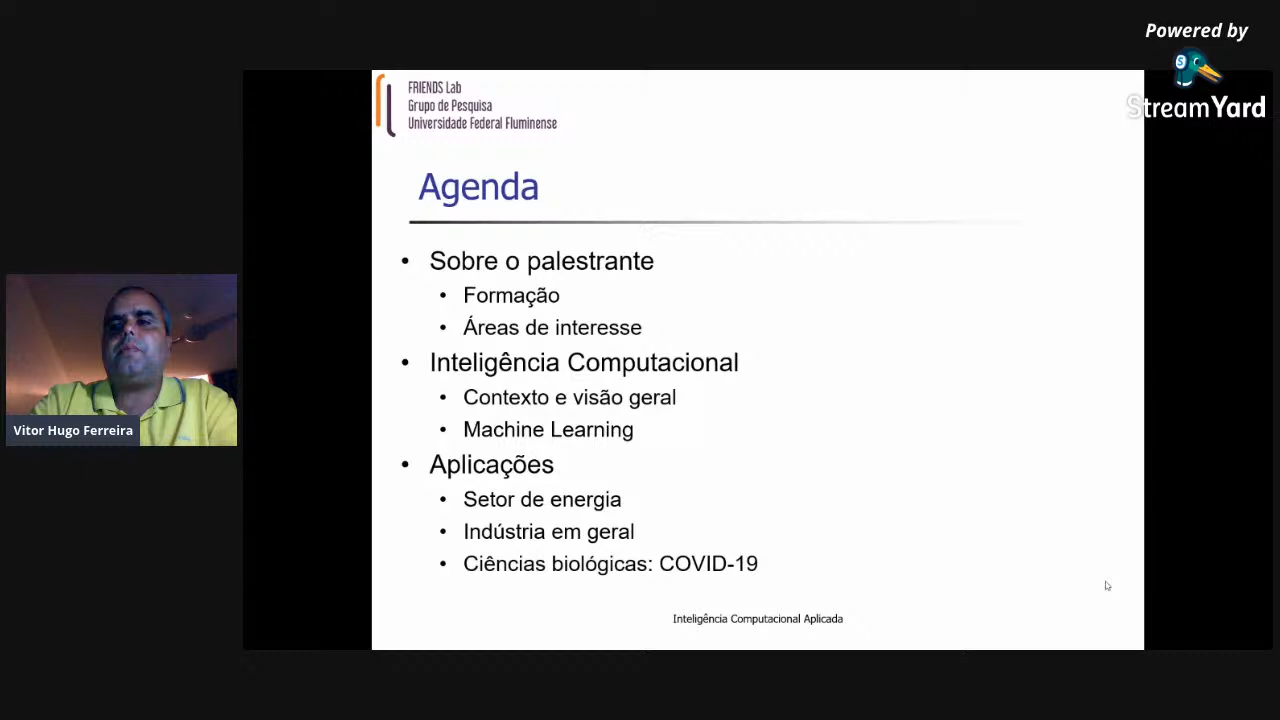 Powered by
StreamYard
FRIENDS Lab
Grupo de Pesquisa
Universidade Federal Fluminense
Agenda
• Sobre o palestrante
• Formação
• Áreas de interesse
• Inteligência Computacional
• Contexto e visão geral
• Machine Learning
• Aplicações
• Setor de energia
• Indústria em geral
• Ciências biológicas: COVID-19
Inteligência Computacional Aplicada
Vitor Hugo Ferreira